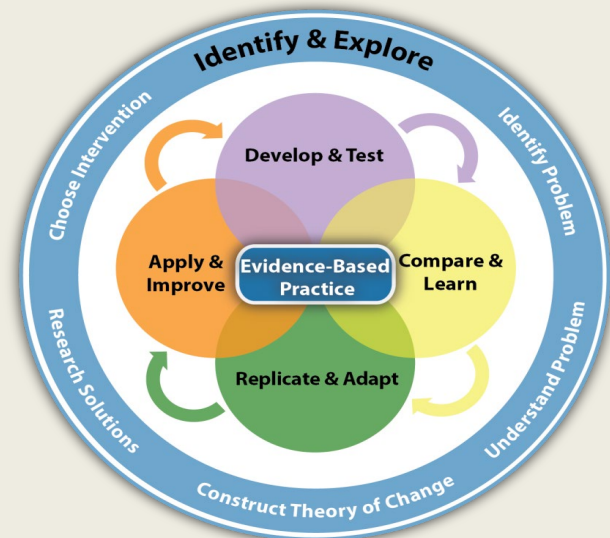 Identify & Explore
Identify Problem
Understand Problem
Construct Theory of Change
Research Solutions
Choose Intervention
Develop & Test
Compare &
Learn
Replicate & Adapt
Apply &
Improve
Evidence-Based
Practice